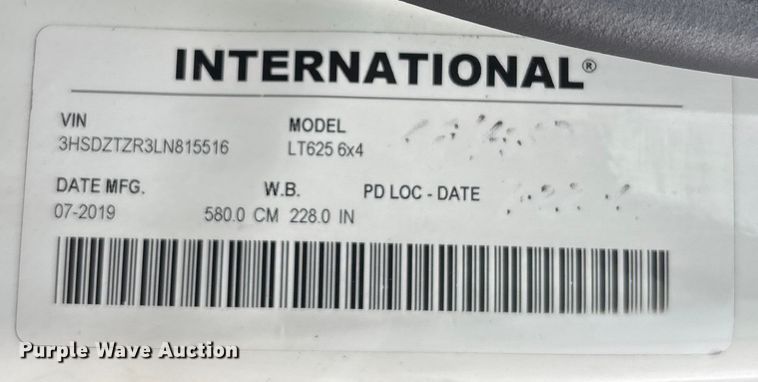 INTERNATIONAL®
VIN
3HSDZTZR3LN815516
MODEL
LT625 6x4
DATE MFG.
07-2019
W.B.
580.0 CM 228.0 IN
PD LOC - DATE
Purple Wave Auction